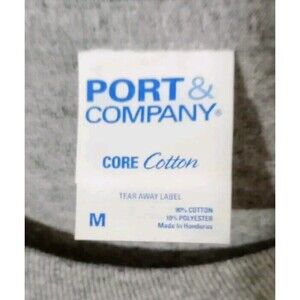 PORT &
COMPANY®
CORE Cotton
TEAR AWAY LABEL
M
90% COTTON
10% POLYESTER
Made in Honduras